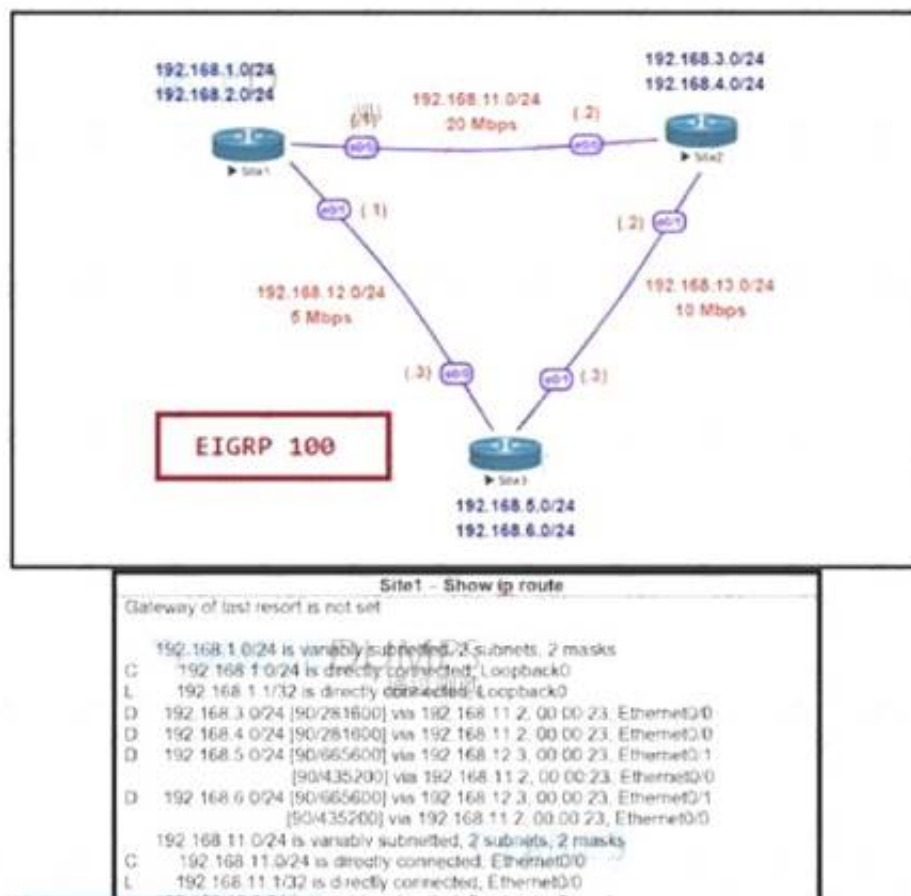 192.168.1.0/24
192.168.2.0/24
192.168.3.0/24
192.168.4.0/24
192.168.11.0/24
20 Mbps
(.1)
(.2)
e0/0
e0/0
Site1
Site2
e0/1 (.1)
(.2) e0/1
192.168.12.0/24
5 Mbps
192.168.13.0/24
10 Mbps
(.3) e0/0
e0/1 (.3)
EIGRP 100
Site3
192.168.5.0/24
192.168.6.0/24
Site1 - Show ip route
Gateway of last resort is not set
192.168.1.0/24 is variably subnetted, 2 subnets, 2 masks
C 192.168.1.0/24 is directly connected, Loopback0
L 192.168.1.1/32 is directly connected, Loopback0
D 192.168.3.0/24 [90/281600] via 192.168.11.2, 00:00:23, Ethernet0/0
D 192.168.4.0/24 [90/281600] via 192.168.11.2, 00:00:23, Ethernet0/0
D 192.168.5.0/24 [90/665600] via 192.168.12.3, 00:00:23, Ethernet0/1
[90/435200] via 192.168.11.2, 00:00:23, Ethernet0/0
D 192.168.6.0/24 [90/665600] via 192.168.12.3, 00:00:23, Ethernet0/1
[90/435200] via 192.168.11.2, 00:00:23, Ethernet0/0
192.168.11.0/24 is variably subnetted, 2 subnets, 2 masks
C 192.168.11.0/24 is directly connected, Ethernet0/0
L 192.168.11.1/32 is directly connected, Ethernet0/0